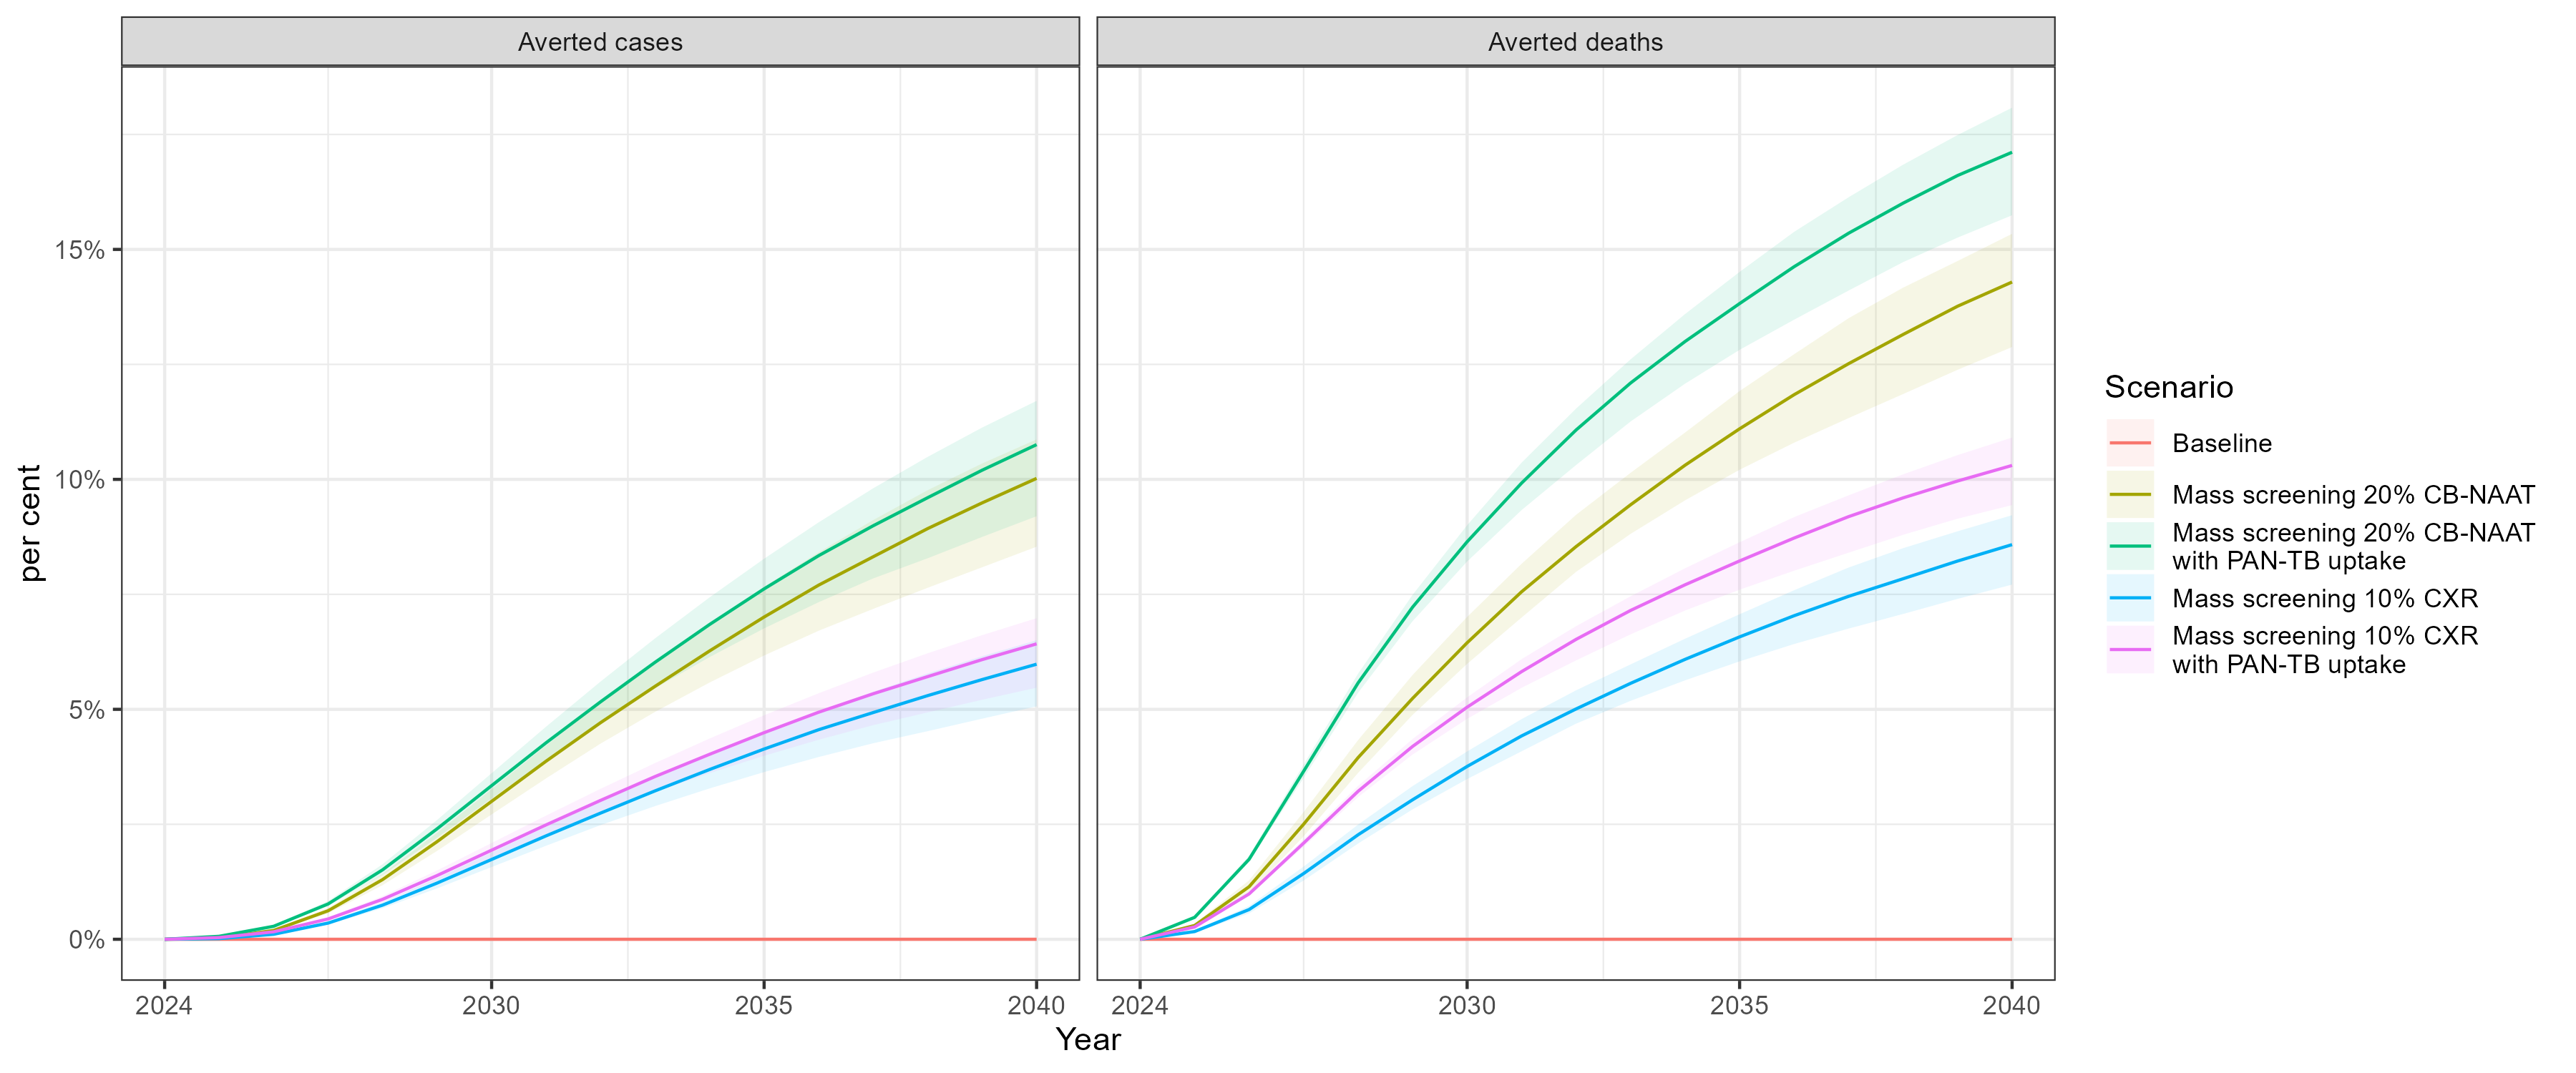 Averted cases
Averted deaths
per cent
15%
10%
5%
0%
2024
2030
2035
2040
2024
2030
2035
2040
Year
Scenario
Baseline
Mass screening 20% CB-NAAT
Mass screening 20% CB-NAAT
with PAN-TB uptake
Mass screening 10% CXR
Mass screening 10% CXR
with PAN-TB uptake